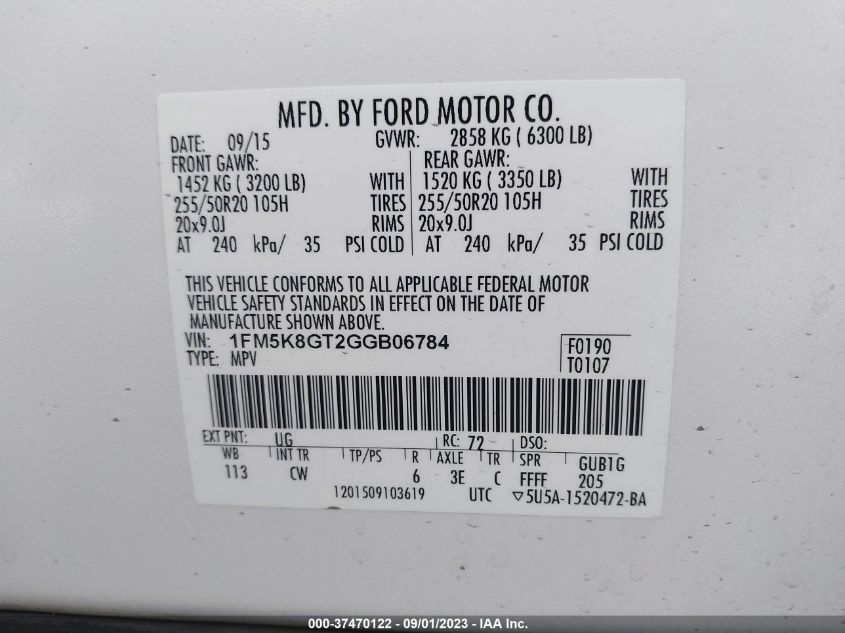 MFD. BY FORD MOTOR CO.
DATE: 09/15 GVWR: 2858 KG ( 6300 LB)
FRONT GAWR: REAR GAWR:
1452 KG ( 3200 LB) WITH 1520 KG ( 3350 LB) WITH
255/50R20 105H TIRES 255/50R20 105H TIRES
20x9.0J RIMS 20x9.0J RIMS
AT 240 kPa/ 35 PSI COLD AT 240 kPa/ 35 PSI COLD
THIS VEHICLE CONFORMS TO ALL APPLICABLE FEDERAL MOTOR
VEHICLE SAFETY STANDARDS IN EFFECT ON THE DATE OF
MANUFACTURE SHOWN ABOVE.
VIN: 1FM5K8GT2GGB06784 F0190
TYPE: MPV T0107
EXT PNT: UG RC: 72 DSO:
WB INT TR TP/PS R AXLE TR SPR GUB1G
113 CW 6 3E C FFFF 205
1201509103619 UTC ▽5U5A-1520472-BA
000-37470122 - 09/01/2023 - IAA Inc.